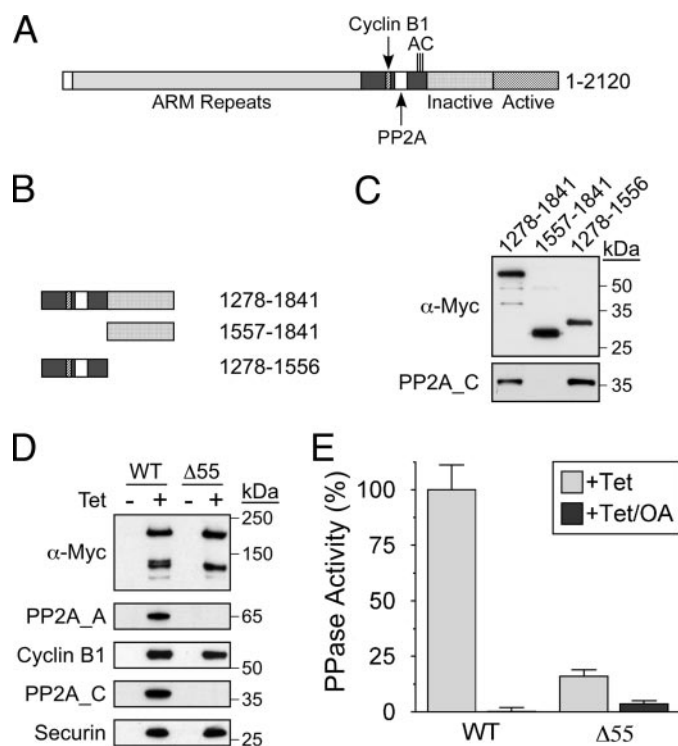 A
Cyclin B1
AC
1-2120
ARM Repeats
Inactive
Active
PP2A
B
1278-1841
1557-1841
1278-1556
C
1278-1841
1557-1841
1278-1556
kDa
α-Myc
50
35
25
PP2A_C
35
D
WT Δ55
Tet - + - + kDa
α-Myc
250
150
PP2A_A
65
Cyclin B1
50
PP2A_C
35
Securin
25
E
PPase Activity (%)
100
75
50
25
0
+Tet
+Tet/OA
WT
Δ55